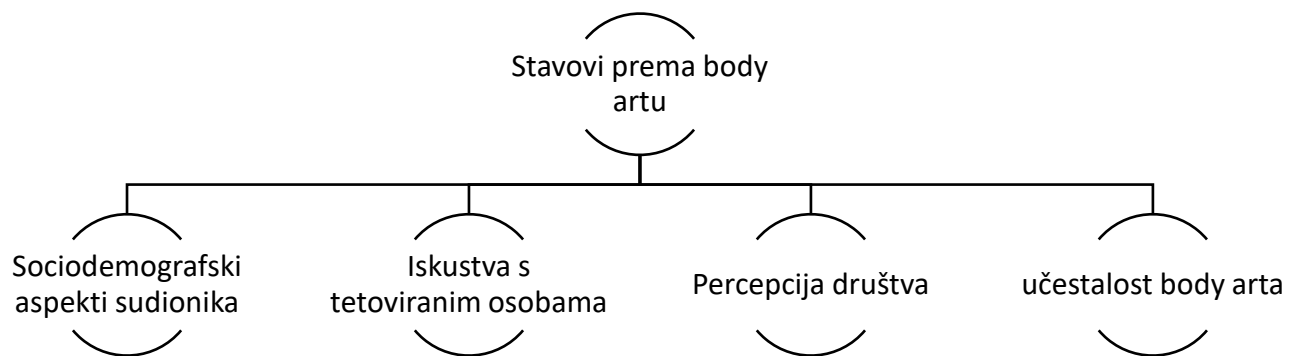 Stavovi prema body
artu
Sociodemografski
aspekti sudionika
Iskustva s
tetoviranim osobama
Percepcija društva
učestalost body arta